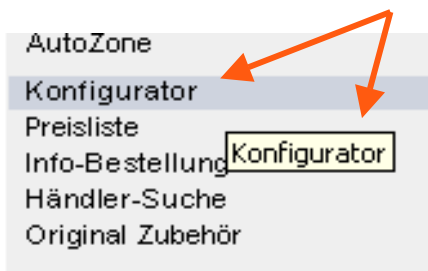 AutoZone
Konfigurator
Preisliste
Info-Bestellung
Konfigurator
Händler-Suche
Original Zubehör